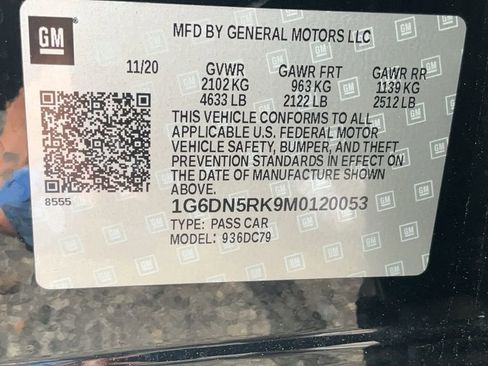 GM
MFD BY GENERAL MOTORS LLC
11/20 GVWR GAWR FRT GAWR RR
2102 KG 963 KG 1139 KG
4633 LB 2122 LB 2512 LB
THIS VEHICLE CONFORMS TO ALL
APPLICABLE U.S. FEDERAL MOTOR
VEHICLE SAFETY, BUMPER, AND THEFT
PREVENTION STANDARDS IN EFFECT ON
THE DATE OF MANUFACTURE SHOWN
ABOVE.
8555
1G6DN5RK9M0120053
TYPE: PASS CAR
MODEL: 936DC79